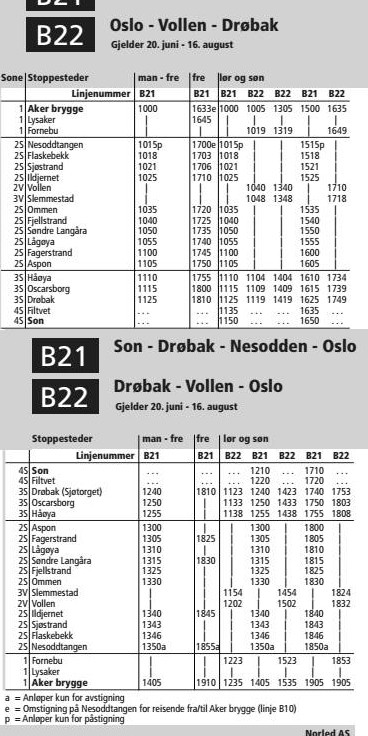 B21
B22 Oslo - Vollen - Drøbak
Gjelder 20. juni - 16. august
Sone Stoppesteder man - fre fre lør og søn
Linjenummer B21 B21 B21 B22 B22 B21 B22
1 Aker brygge 1000 1633e 1000 1005 1305 1500 1635
1 Lysaker | 1645 | | | | |
1 Fornebu | | | 1019 1319 | 1649
2S Nesoddtangen 1015p 1700e 1015p | | 1515p |
2S Flaskebekk 1018 1703 1018 | | 1518 |
2S Sjøstrand 1021 1706 1021 | | 1521 |
2S Ildjernet 1025 1710 1025 | | 1525 |
2V Vollen | | | 1040 1340 | 1710
3V Slemmestad | | | 1048 1348 | 1718
2S Ommen 1035 1720 1035 | | 1535 |
2S Fjellstrand 1040 1725 1040 | | 1540 |
2S Søndre Langåra 1050 1735 1050 | | 1550 |
2S Lågøya 1055 1740 1055 | | 1555 |
2S Fagerstrand 1100 1745 1100 | | 1600 |
2S Aspon 1105 1750 1105 | | 1605 |
3S Håøya 1110 1755 1110 1104 1404 1610 1734
3S Oscarsborg 1115 1800 1115 1109 1409 1615 1739
3S Drøbak 1125 1810 1125 1119 1419 1625 1749
4S Filtvet ... ... 1135 ... ... 1635 ...
4S Son ... ... 1150 ... ... 1650 ...
B21 Son - Drøbak - Nesodden - Oslo
B22 Drøbak - Vollen - Oslo
Gjelder 20. juni - 16. august
Stoppesteder man - fre fre lør og søn
Linjenummer B21 B21 B22 B21 B22 B21 B22
4S Son ... ... ... 1210 ... 1710 ...
4S Filtvet ... ... ... 1220 ... 1720 ...
3S Drøbak (Sjøtorget) 1240 1810 1123 1240 1423 1740 1753
3S Oscarsborg 1250 | 1133 1250 1433 1750 1803
3S Håøya 1255 | 1138 1255 1438 1755 1808
2S Aspon 1300 | | 1300 | 1800 |
2S Fagerstrand 1305 1825 | 1305 | 1805 |
2S Lågøya 1310 | | 1310 | 1810 |
2S Søndre Langåra 1315 1830 | 1315 | 1815 |
2S Fjellstrand 1325 | | 1325 | 1825 |
2S Ommen 1330 | | 1330 | 1830 |
3V Slemmestad | | 1154 | 1454 | 1824
2V Vollen | | 1202 | 1502 | 1832
2S Ildjernet 1340 1845 | 1340 | 1840 |
2S Sjøstrand 1343 | | 1343 | 1843 |
2S Flaskebekk 1346 | | 1346 | 1846 |
2S Nesoddtangen 1350a 1855a | 1350a | 1850a |
1 Fornebu | | 1223 | 1523 | 1853
1 Lysaker | | | | | | |
1 Aker brygge 1405 1910 1235 1405 1535 1905 1905
a = Anløper kun for avstigning
e = Omstigning på Nesoddtangen for reisende fra/til Aker brygge (linje B10)
p = Anløper kun for påstigning
Norled AS